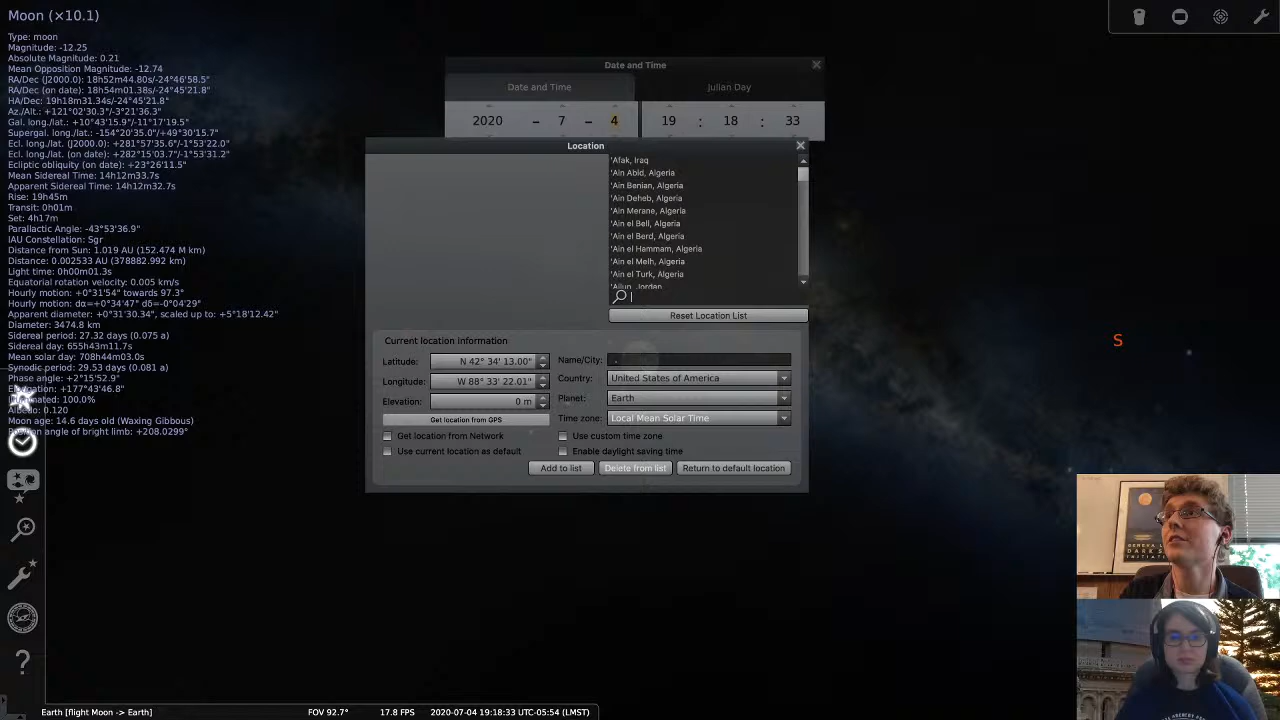 Moon (×10.1)
Type: moon
Magnitude: -12.25
Absolute Magnitude: 0.21
Mean Opposition Magnitude: -12.74
RA/Dec (J2000.0): 18h52m44.80s/-24°46'58.5"
RA/Dec (on date): 18h54m01.38s/-24°45'21.8"
HA/Dec: 19h18m31.34s/-24°45'21.8"
Az./Alt.: +121°02'30.3"/-3°21'36.3"
Gal. long./lat.: +10°43'15.9"/-11°17'19.5"
Supergal. long./lat.: -154°20'35.0"/+49°30'15.7"
Ecl. long./lat. (J2000.0): +281°57'35.6"/-1°53'22.4"
Ecl. long./lat. (on date): +282°15'03.7"/-1°53'31.2"
Ecliptic obliquity (on date): +23°26'11.5"
Mean Sidereal Time: 14h12m33.7s
Apparent Sidereal Time: 14h12m32.7s
Rise: 19h45m
Transit: 0h01m
Set: 4h17m
Parallactic Angle: -43°53'36.9"
IAU Constellation: Sgr
Distance from Sun: 1.019 AU (152.474 M km)
Distance: 0.002533 AU (378882.992 km)
Light time: 0h00m01.3s
Equatorial rotation velocity: 0.005 km/s
Hourly motion: +0°31'54" towards 97.3°
Hourly motion: dα=+0°34'47" dδ=-0°04'29"
Apparent diameter: +0°31'30.34", scaled up to: +5°18'12.42"
Diameter: 3474.8 km
Sidereal period: 27.32 days (0.075 a)
Sidereal day: 655h43m11.7s
Mean solar day: 708h44m03.0s
Synodic period: 29.53 days (0.081 a)
Phase angle: +2°15'52.9"
Elongation: +177°43'46.8"
Illuminated: 100.0%
Albedo: 0.120
Moon age: 14.6 days old (Waxing Gibbous)
Position angle of bright limb: +208.0299°
Date and Time
Date and Time Julian Day
2020 - 7 - 4 19 : 18 : 33
Location
'Afak, Iraq
'Ain Abid, Algeria
'Ain Benian, Algeria
'Ain Deheb, Algeria
'Ain Merane, Algeria
'Ain el Bell, Algeria
'Ain el Berd, Algeria
'Ain el Hammam, Algeria
'Ain el Melh, Algeria
'Ain el Turk, Algeria
'Ajlun, Jordan
Reset Location List
Current location information
Latitude: N 42° 34' 13.00" Name/City: ,
Longitude: W 88° 33' 22.01" Country: United States of America
Elevation: 0 m Planet: Earth
Get location from GPS Time zone: Local Mean Solar Time
Get location from Network Use custom time zone
Use current location as default Enable daylight saving time
Add to list Delete from list Return to default location
S
GENEVA
DARK S
INITIATI
?
Earth [flight Moon -> Earth] FOV 92.7° 17.8 FPS 2020-07-04 19:18:33 UTC-05:54 (LMST)